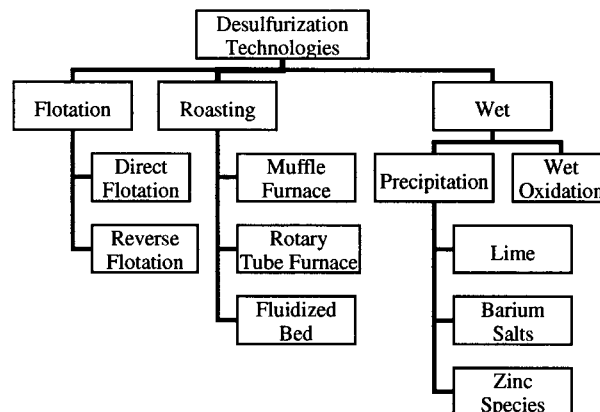 Desulfurization
Technologies
Flotation
Roasting
Wet
Direct
Flotation
Muffle
Furnace
Precipitation
Wet
Oxidation
Reverse
Flotation
Rotary
Tube Furnace
Lime
Fluidized
Bed
Barium
Salts
Zinc
Species